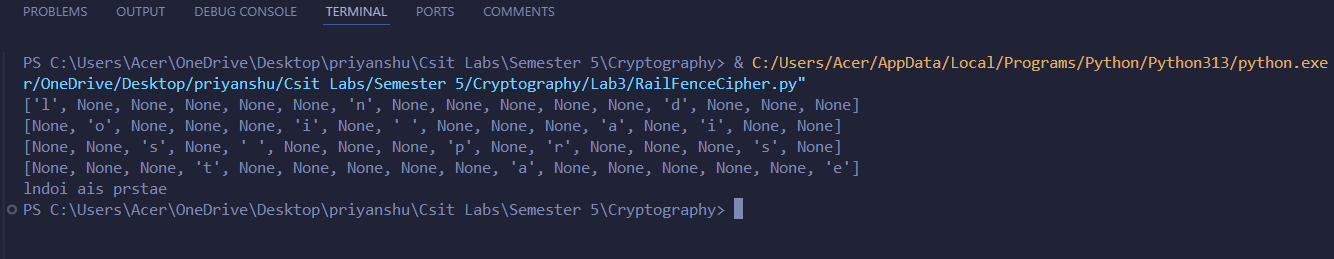 PROBLEMS OUTPUT DEBUG CONSOLE TERMINAL PORTS COMMENTS
PS C:\Users\Acer\OneDrive\Desktop\priyanshu\Csit Labs\Semester 5\Cryptography> & C:/Users/Acer/AppData/Local/Programs/Python/Python313/python.exe
r/OneDrive/Desktop/priyanshu/Csit Labs/Semester 5/Cryptography/Lab3/RailFenceCipher.py"
['l', None, None, None, None, None, 'n', None, None, None, None, None, 'd', None, None, None]
[None, 'o', None, None, None, 'i', None, ' ', None, None, None, 'a', None, 'i', None, None]
[None, None, 's', None, ' ', None, None, None, 'p', None, 'r', None, None, None, 's', None]
[None, None, None, 't', None, None, None, None, None, 'a', None, None, None, None, None, 'e']
lndoi ais prstae
PS C:\Users\Acer\OneDrive\Desktop\priyanshu\Csit Labs\Semester 5\Cryptography>